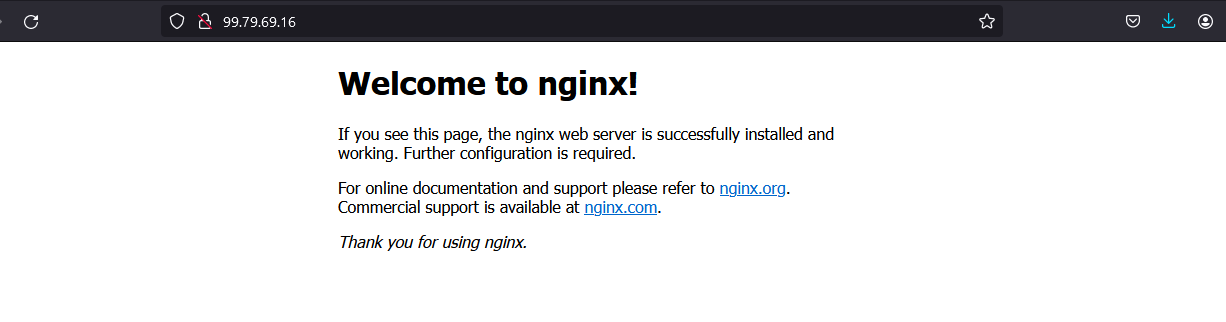 99.79.69.16
Welcome to nginx!
If you see this page, the nginx web server is successfully installed and
working. Further configuration is required.
For online documentation and support please refer to nginx.org.
Commercial support is available at nginx.com.
Thank you for using nginx.